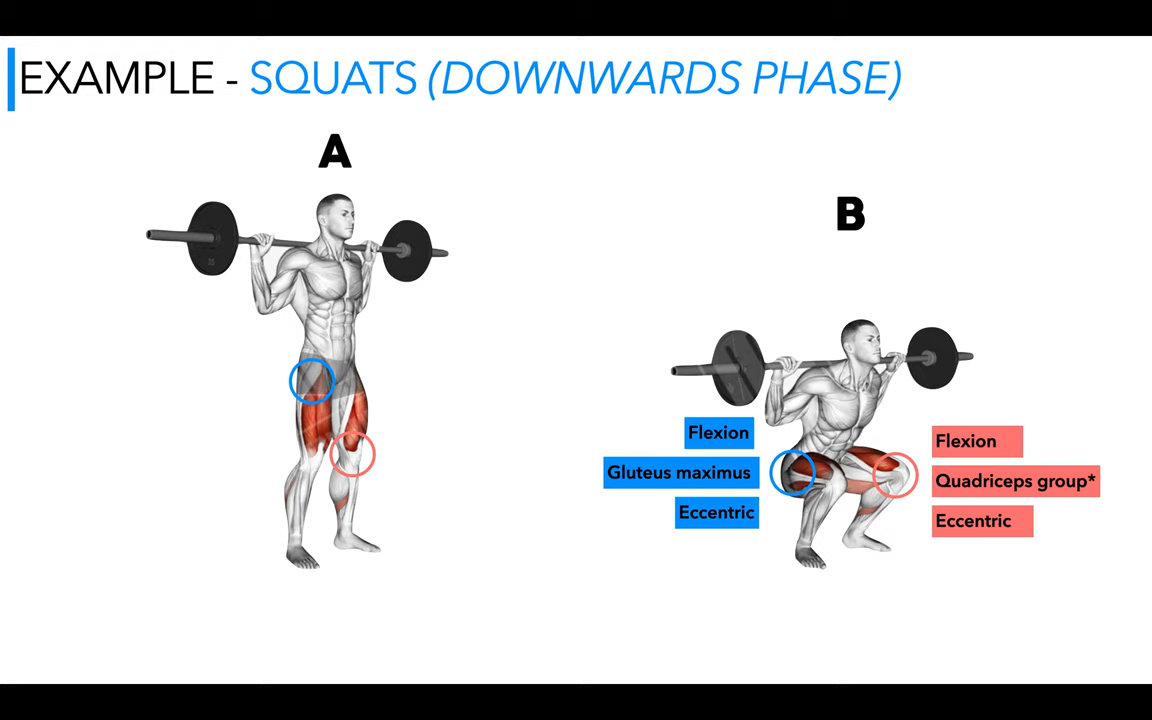 EXAMPLE - SQUATS (DOWNWARDS PHASE)
A
B
Flexion
Gluteus maximus
Eccentric
Flexion
Quadriceps group*
Eccentric